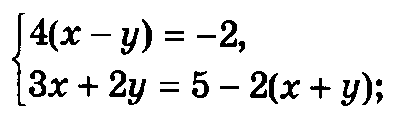 4(x − y) = −2,
3x + 2y = 5 − 2(x + y);